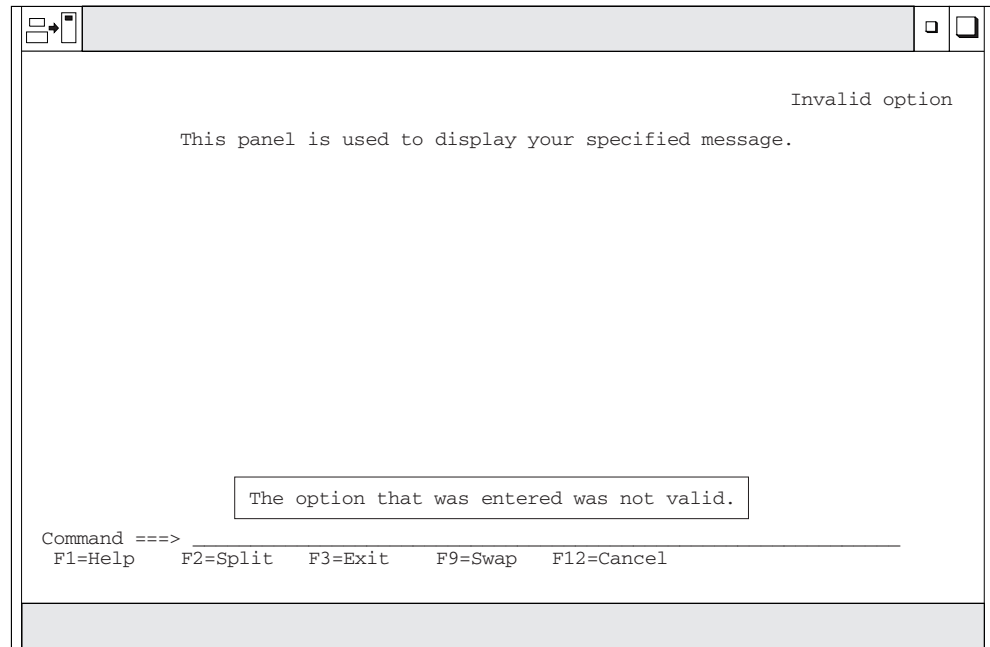 Invalid option
This panel is used to display your specified message.
The option that was entered was not valid.
Command ===> ______________________________________________________________
F1=Help F2=Split F3=Exit F9=Swap F12=Cancel